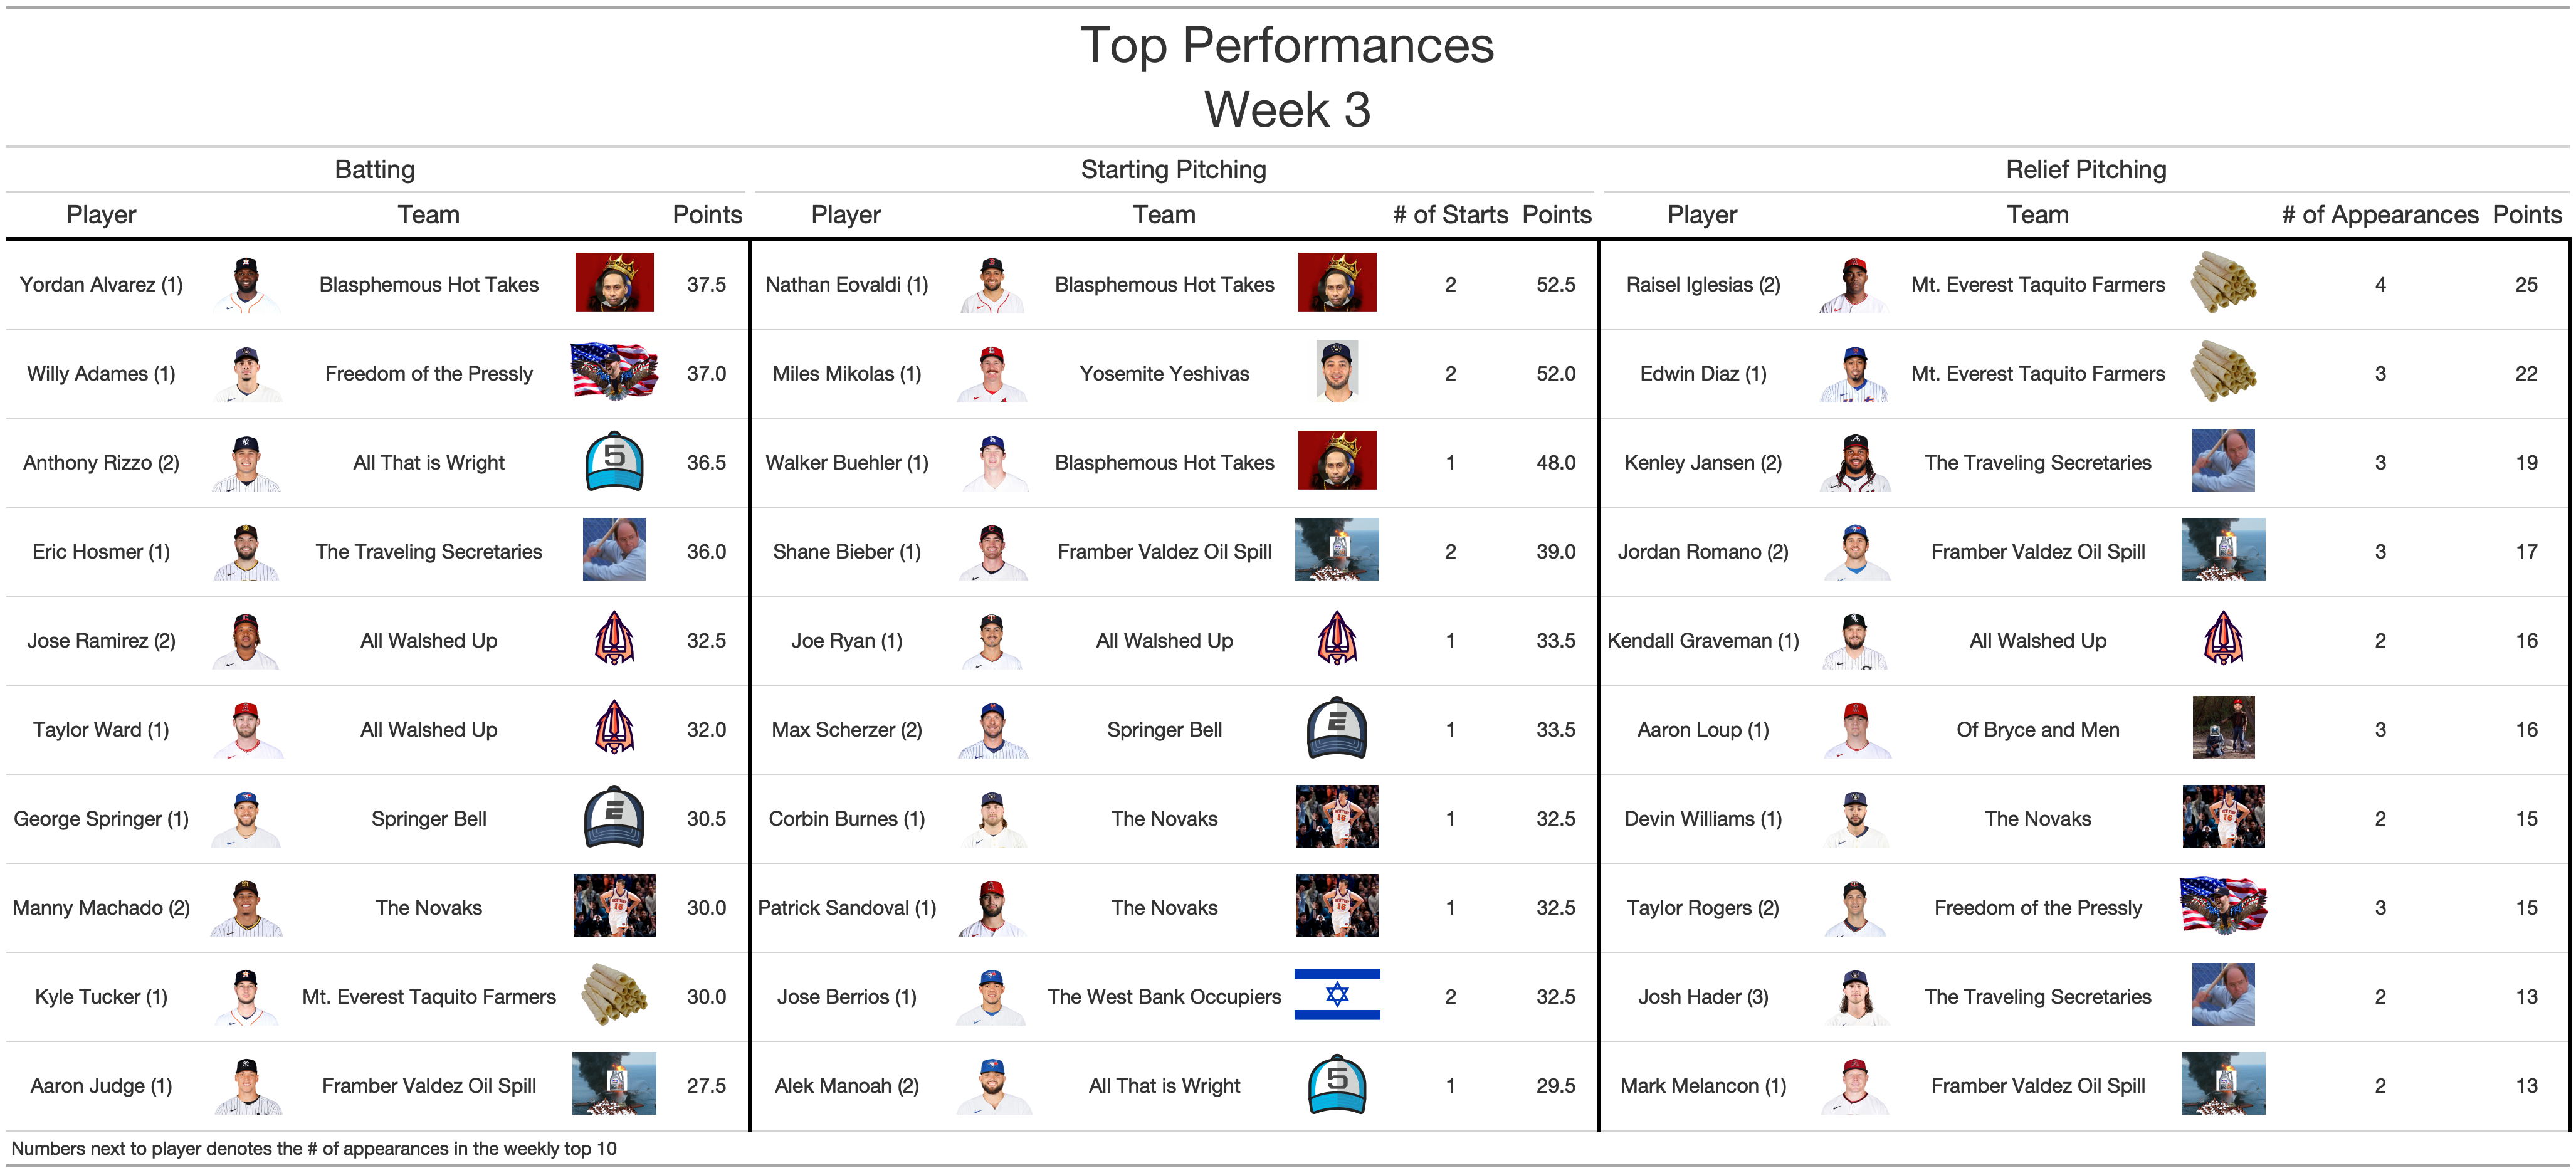 Top Performances
Week 3
Batting Starting Pitching Relief Pitching
Player Team Points Player Team # of Starts Points Player Team # of Appearances Points
Yordan Alvarez (1) Blasphemous Hot Takes 37.5 Nathan Eovaldi (1) Blasphemous Hot Takes 2 52.5 Raisel Iglesias (2) Mt. Everest Taquito Farmers 4 25
Willy Adames (1) Freedom of the Pressly 37.0 Miles Mikolas (1) Yosemite Yeshivas 2 52.0 Edwin Diaz (1) Mt. Everest Taquito Farmers 3 22
Anthony Rizzo (2) All That is Wright 5 36.5 Walker Buehler (1) Blasphemous Hot Takes 1 48.0 Kenley Jansen (2) The Traveling Secretaries 3 19
Eric Hosmer (1) The Traveling Secretaries 36.0 Shane Bieber (1) Framber Valdez Oil Spill 2 39.0 Jordan Romano (2) Framber Valdez Oil Spill 3 17
Jose Ramirez (2) All Walshed Up 32.5 Joe Ryan (1) All Walshed Up 1 33.5 Kendall Graveman (1) All Walshed Up 2 16
Taylor Ward (1) All Walshed Up 32.0 Max Scherzer (2) Springer Bell E 1 33.5 Aaron Loup (1) Of Bryce and Men 3 16
George Springer (1) Springer Bell E 30.5 Corbin Burnes (1) The Novaks 1 32.5 Devin Williams (1) The Novaks 2 15
Manny Machado (2) The Novaks 30.0 Patrick Sandoval (1) The Novaks 1 32.5 Taylor Rogers (2) Freedom of the Pressly 3 15
Kyle Tucker (1) Mt. Everest Taquito Farmers 30.0 Jose Berrios (1) The West Bank Occupiers 2 32.5 Josh Hader (3) The Traveling Secretaries 2 13
Aaron Judge (1) Framber Valdez Oil Spill 27.5 Alek Manoah (2) All That is Wright 5 1 29.5 Mark Melancon (1) Framber Valdez Oil Spill 2 13
Numbers next to player denotes the # of appearances in the weekly top 10